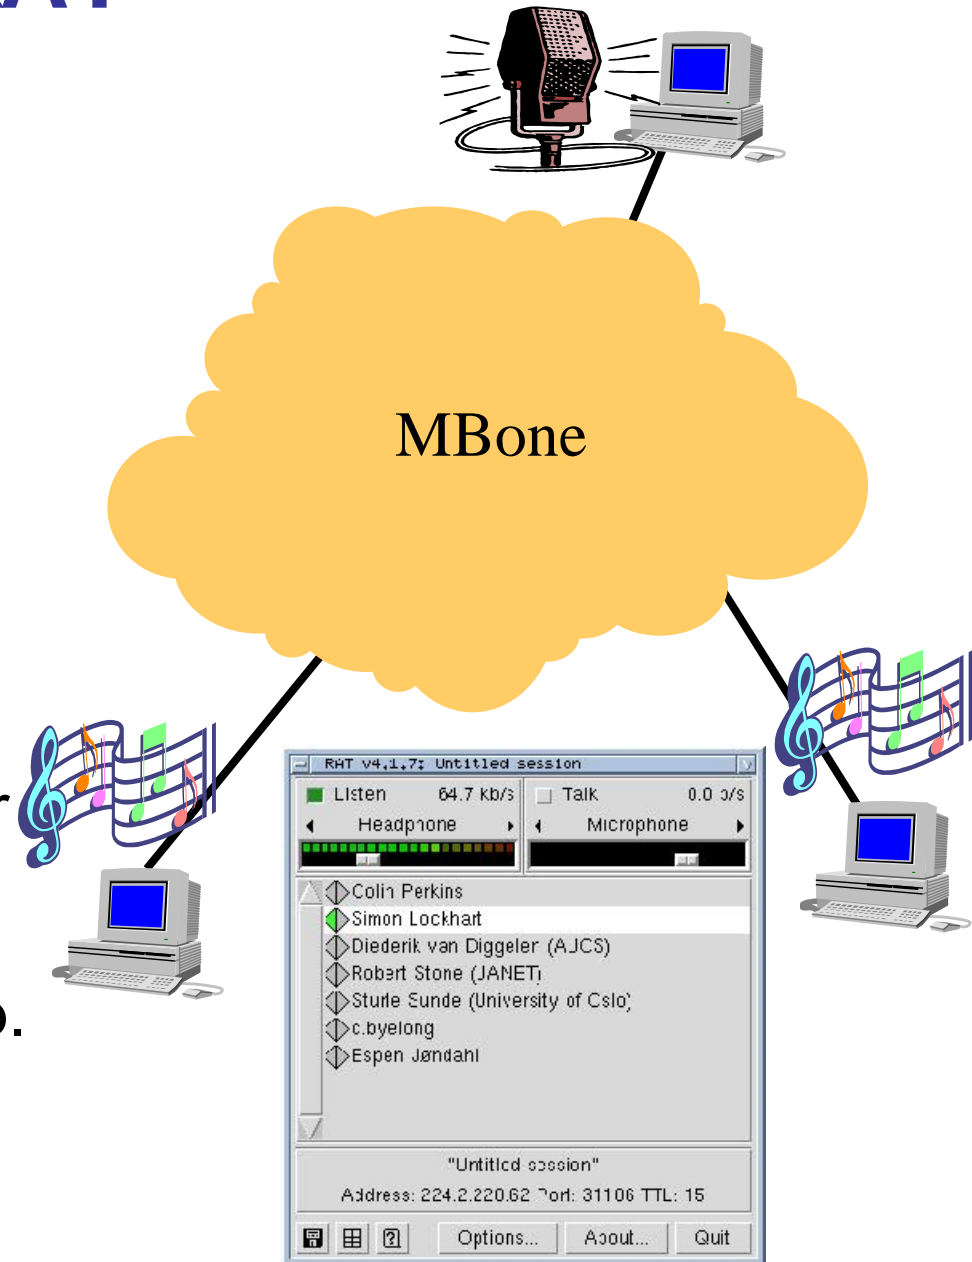 RAT
MBone
RAT v4.1.7: Untitled session
Listen 64.7 kb/s Talk 0.0 b/s
Headphone Microphone
Colin Perkins
Simon Lockhart
Diederik van Diggeler (AJCS)
Robert Stone (JANET)
Sturle Sunde (University of Oslo)
c.byelong
Espen Jøndahl
"Untitled session"
Address: 224.2.220.62 Port: 31106 TTL: 15
Options... About... Quit